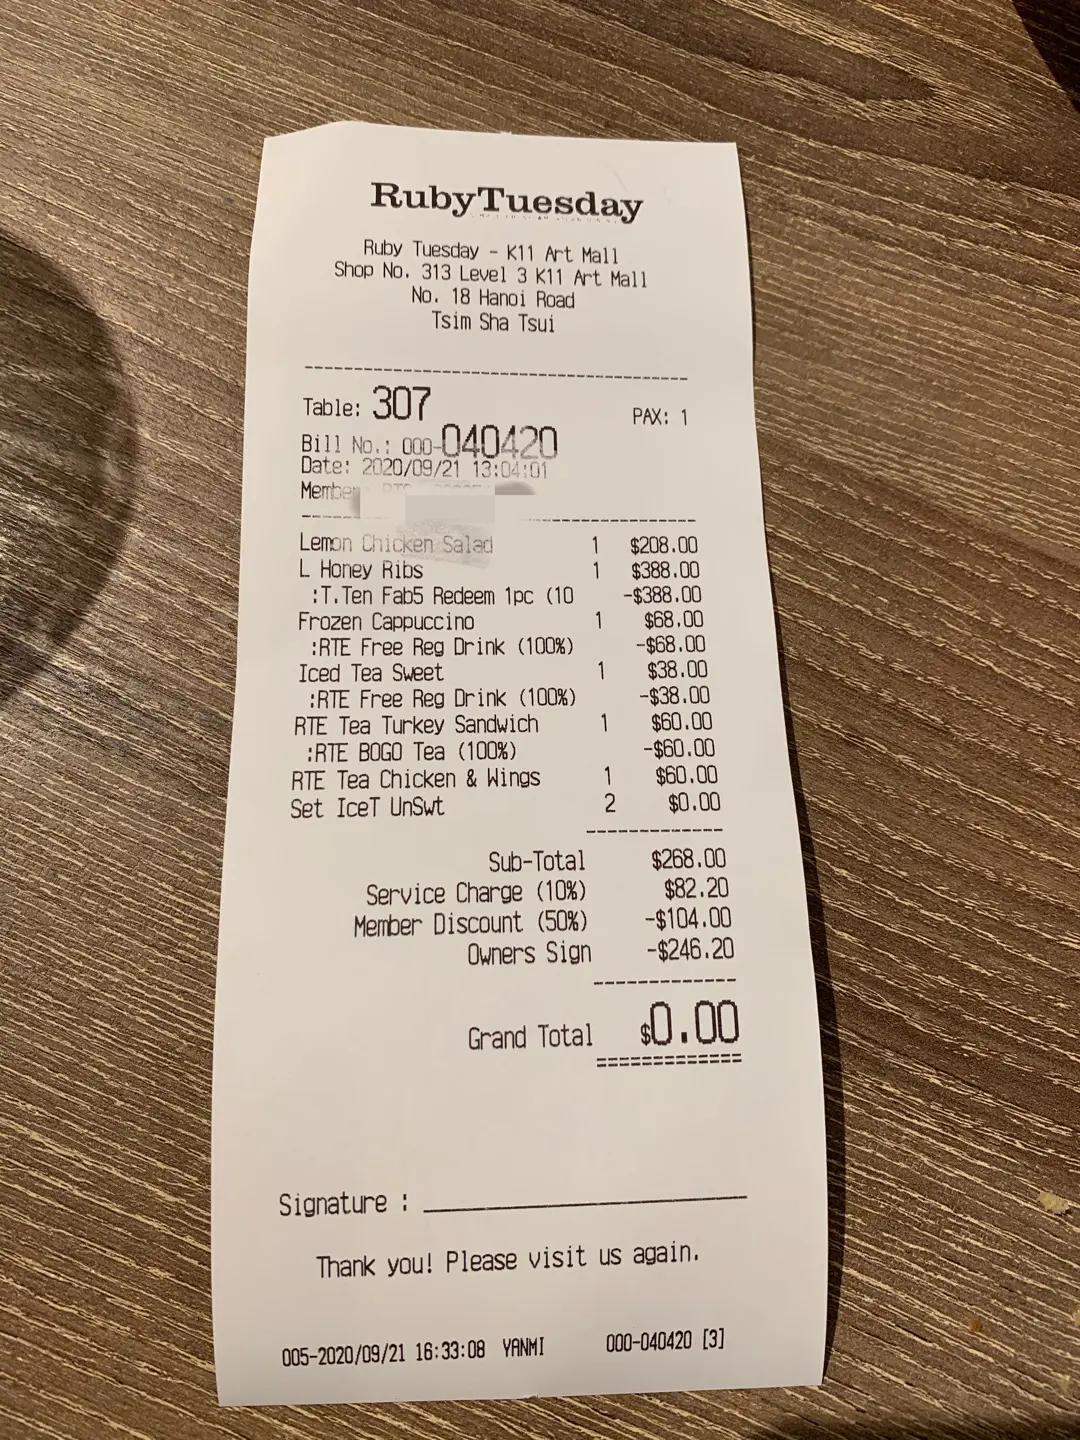 RubyTuesday
Ruby Tuesday - K11 Art Mall
Shop No. 313 Level 3 K11 Art Mall
No. 18 Hanoi Road
Tsim Sha Tsui
Table: 307 PAX: 1
Bill No.: 000-040420
Date: 2020/09/21 13:04:01
Member
Lemon Chicken Salad 1 $208.00
L Honey Ribs 1 $388.00
:T.Ten Fab5 Redeem 1pc (10 -$388.00
Frozen Cappuccino 1 $68.00
:RTE Free Reg Drink (100%) -$68.00
Iced Tea Sweet 1 $38.00
:RTE Free Reg Drink (100%) -$38.00
RTE Tea Turkey Sandwich 1 $60.00
:RTE BOGO Tea (100%) -$60.00
RTE Tea Chicken & Wings 1 $60.00
Set IceT UnSwt 2 $0.00
Sub-Total $268.00
Service Charge (10%) $82.20
Member Discount (50%) -$104.00
Owners Sign -$246.20
Grand Total $0.00
Signature :
Thank you! Please visit us again.
005-2020/09/21 16:33:08 YANMI 000-040420 [3]